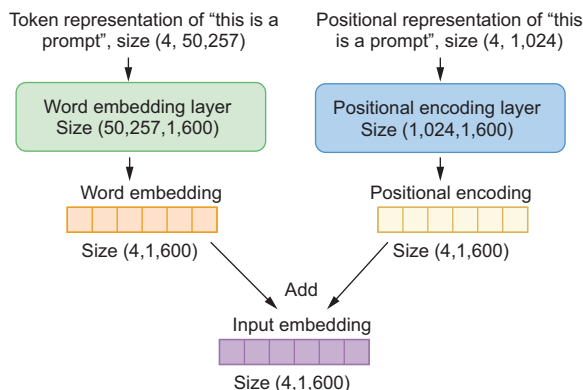 Token representation of “this is a
prompt”, size (4, 50,257)
Positional representation of “this
is a prompt”, size (4, 1,024)
Word embedding layer
Size (50,257,1,600)
Positional encoding layer
Size (1,024,1,600)
Word embedding
Size (4,1,600)
Positional encoding
Size (4,1,600)
Add
Input embedding
Size (4,1,600)